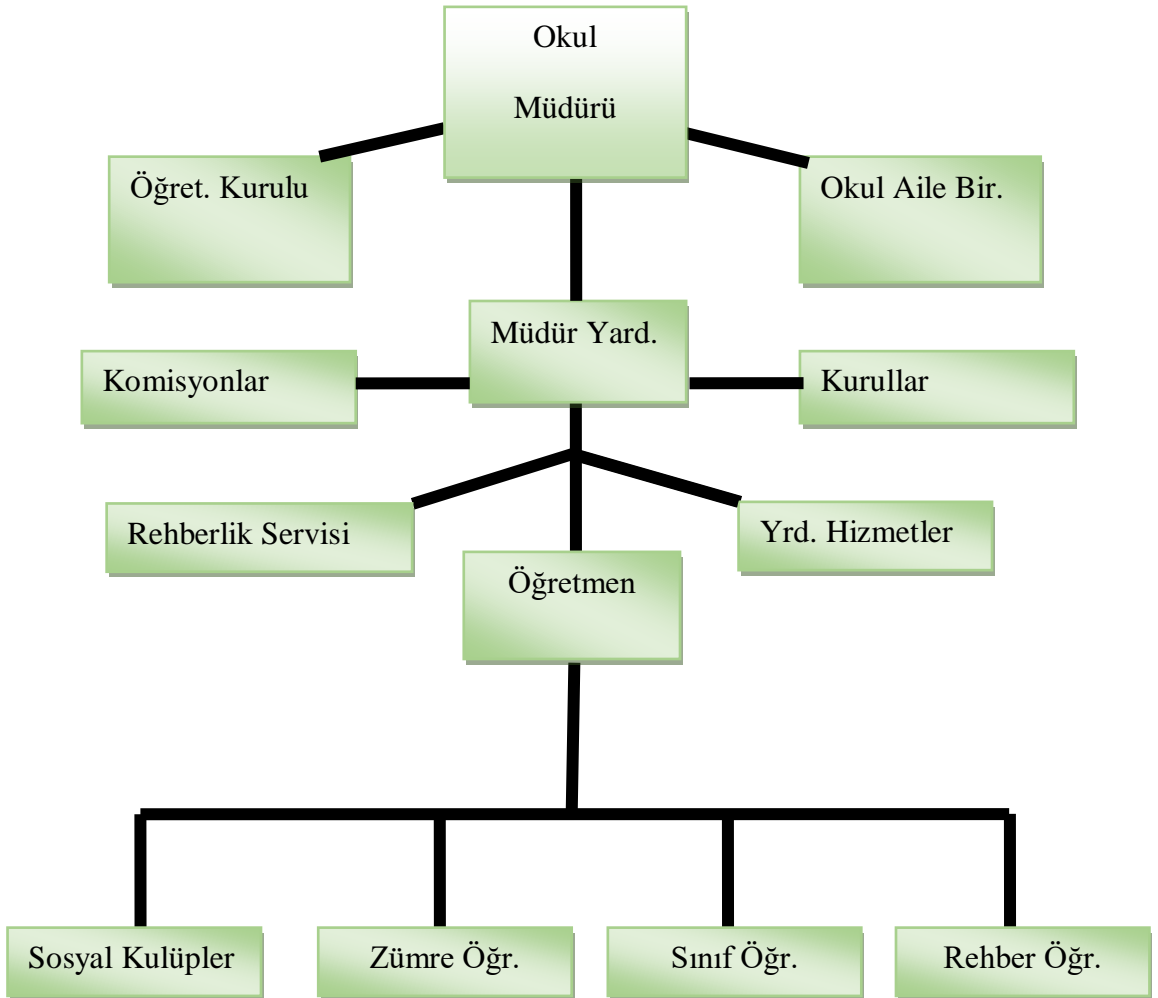 Okul
Müdürü
Öğret. Kurulu
Okul Aile Bir.
Müdür Yard.
Komisyonlar
Kurullar
Rehberlik Servisi
Yrd. Hizmetler
Öğretmen
Sosyal Kulüpler
Zümre Öğr.
Sınıf Öğr.
Rehber Öğr.